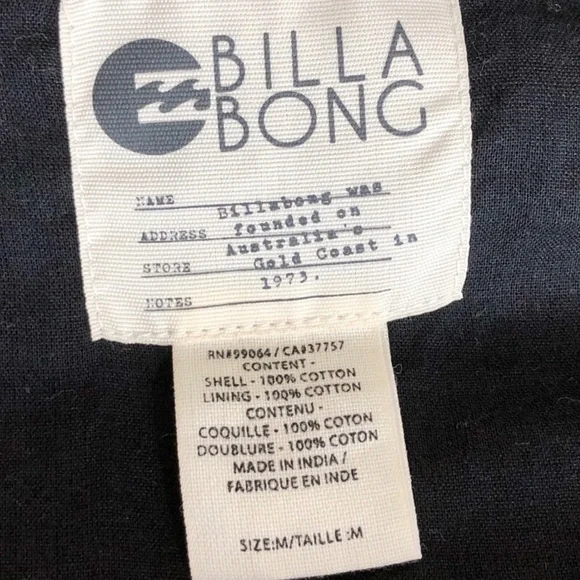 BILLA
BONG
NAME
Billabong was
ADDRESS
founded on
Australia's
STORE
Gold Coast in
NOTES
1973.
RN#99064/CA#37757
CONTENT-
SHELL-100% COTTON
LINING-100% COTTON
CONTENU-
COQUILLE-100% COTON
DOUBLURE-100% COTON
MADE IN INDIA/
FABRIQUE EN INDE
SIZE:M/TAILLE :M